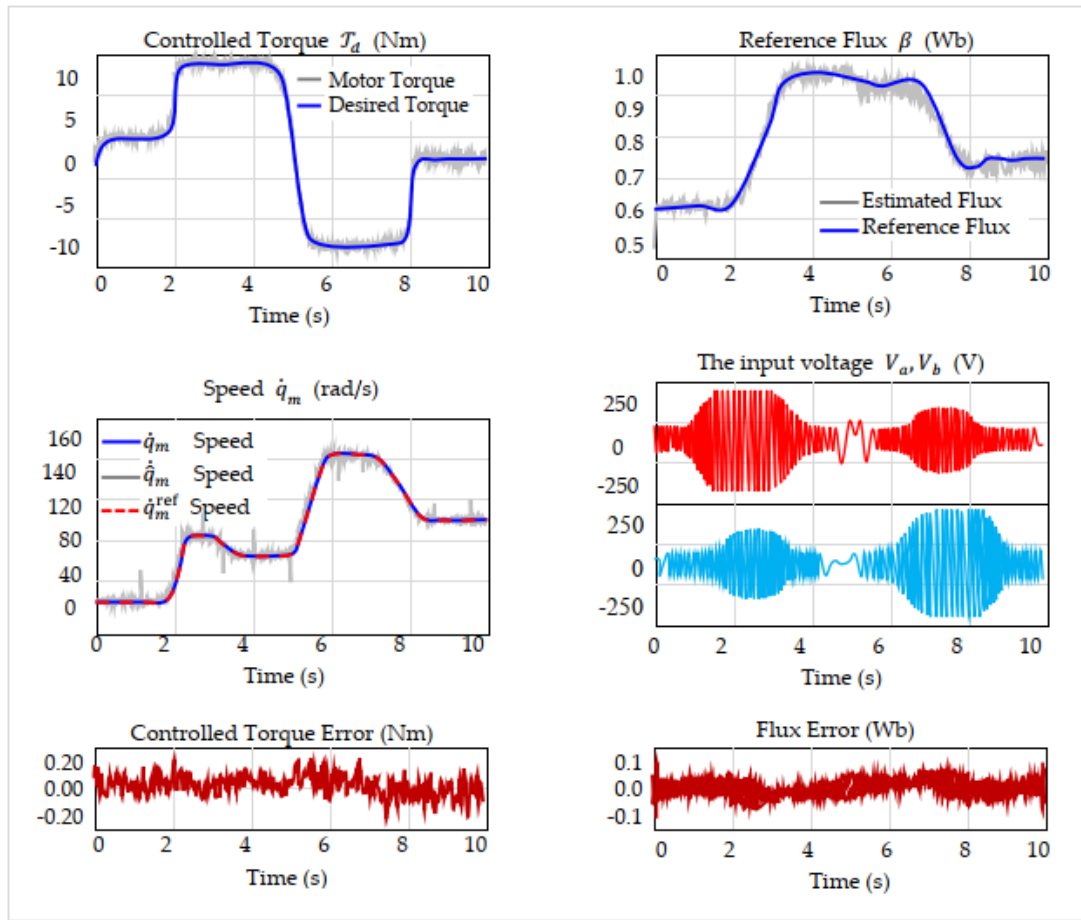 Controlled Torque 𝒯d (Nm)
10
5
0
-5
-10
Motor Torque
Desired Torque
0 2 4 6 8 10
Time (s)
Reference Flux β (Wb)
1.0
0.9
0.8
0.7
0.6
0.5
Estimated Flux
Reference Flux
0 2 4 6 8 10
Time (s)
Speed q̇m (rad/s)
160
140
120
80
40
0
q̇m Speed
q̇̂m Speed
q̇m^ref Speed
0 2 4 6 8 10
Time (s)
The input voltage Va, Vb (V)
250
0
-250
250
0
-250
0 2 4 6 8 10
Time (s)
Controlled Torque Error (Nm)
0.20
0.00
-0.20
0 2 4 6 8 10
Time (s)
Flux Error (Wb)
0.1
0.0
-0.1
0 2 4 6 8 10
Time (s)